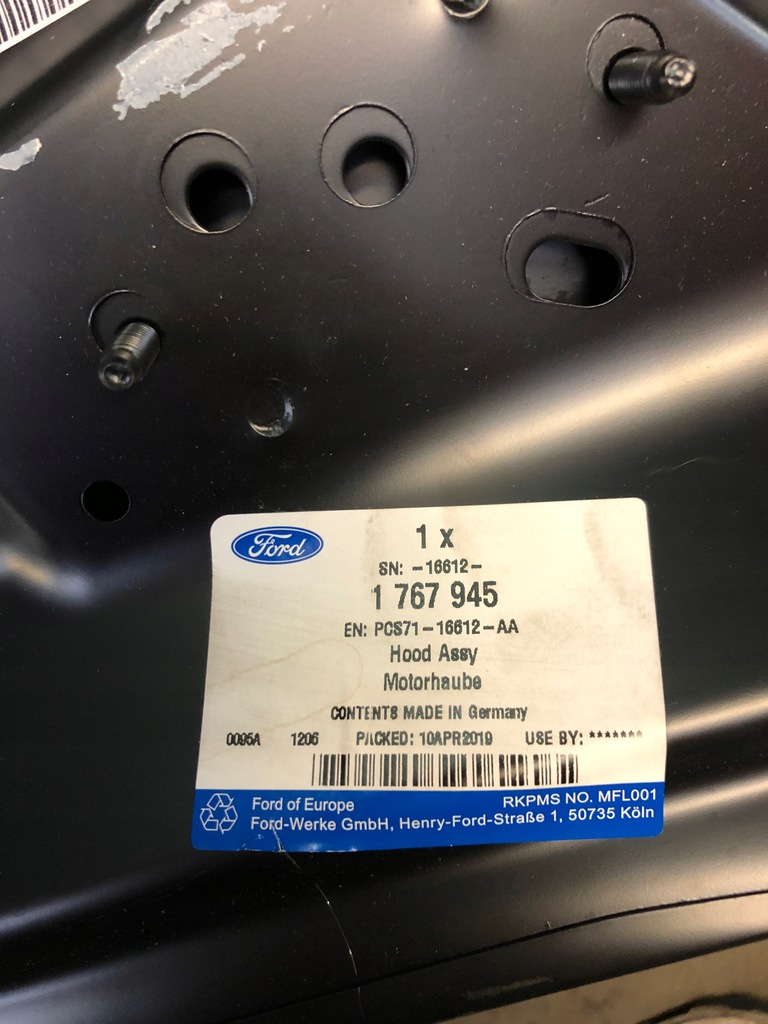 Ford
1 x
SN: -16612-
1 767 945
EN: PCS71-16612-AA
Hood Assy
Motorhaube
CONTENTS MADE IN Germany
0095A 1206 PACKED: 10APR2019 USE BY: *******
Ford of Europe RKPMS NO. MFL001
Ford-Werke GmbH, Henry-Ford-Straße 1, 50735 Köln